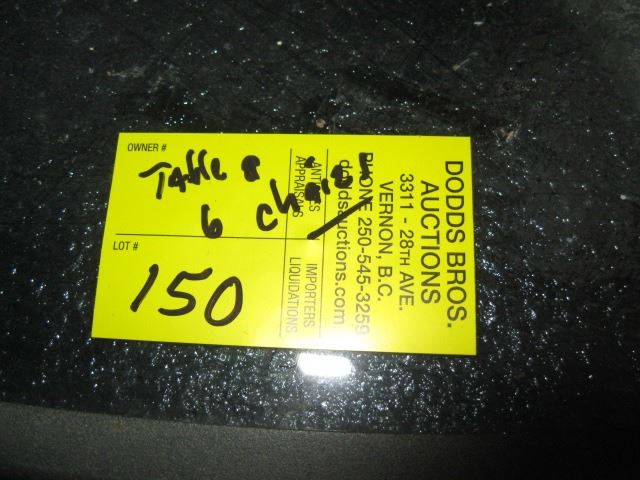 OWNER #
Table &
6 chairs
LOT #
150
ANTIQUES
APPRAISALS
IMPORTERS
LIQUIDATIONS
DODDS BROS.
AUCTIONS
3311 - 28TH AVE.
VERNON, B.C.
PHONE 250-545-3259
doddsauctions.com